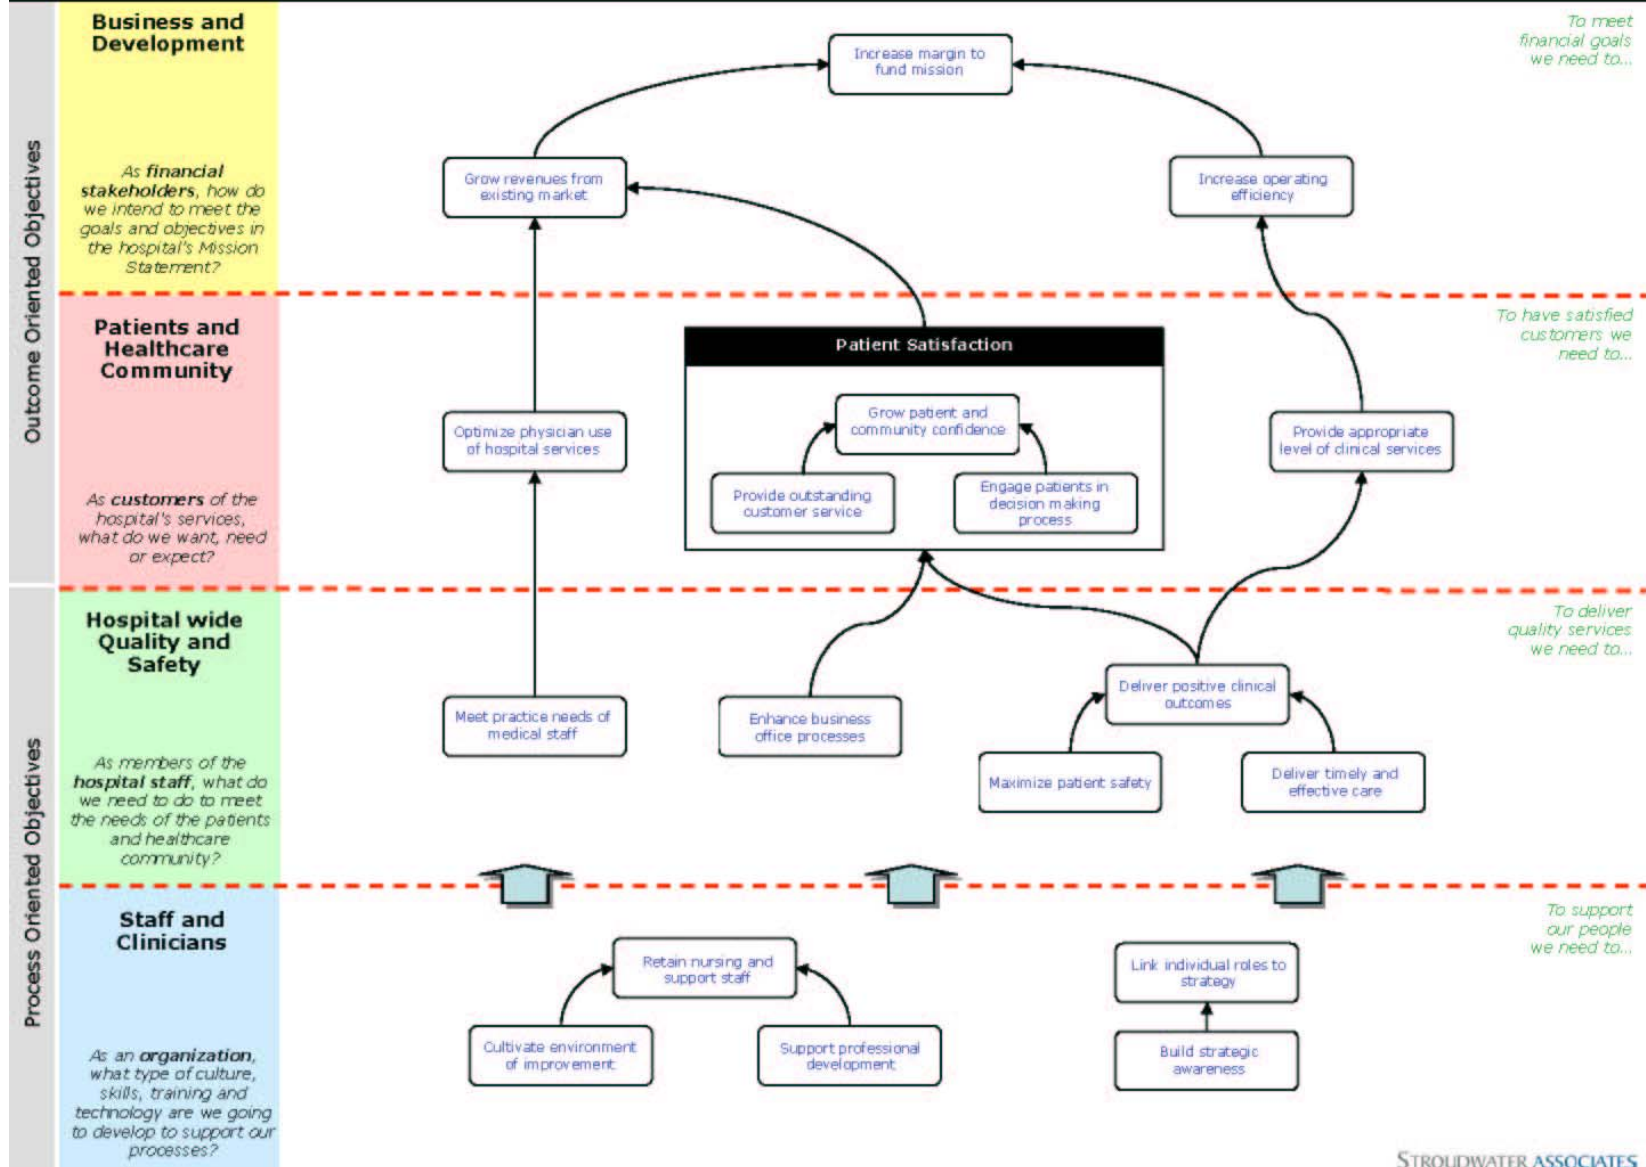 Outcome Oriented Objectives
Business and
Development
As financial
stakeholders, how do
we intend to meet the
goals and objectives in
the hospital's Mission
Statement?
Increase margin to
fund mission
To meet
financial goals
we need to...
Grow revenues from
existing market
Increase operating
efficiency
Patients and
Healthcare
Community
As customers of the
hospital's services,
what do we want, need
or expect?
To have satisfied
customers we
need to...
Patient Satisfaction
Grow patient and
community confidence
Optimize physician use
of hospital services
Provide appropriate
level of clinical services
Provide outstanding
customer service
Engage patients in
decision making
process
Process Oriented Objectives
Hospital wide
Quality and
Safety
As members of the
hospital staff, what do
we need to do to meet
the needs of the patients
and healthcare
community?
To deliver
quality services
we need to...
Deliver positive clinical
outcomes
Meet practice needs of
medical staff
Enhance business
office processes
Maximize patient safety
Deliver timely and
effective care
Staff and
Clinicians
As an organization,
what type of culture,
skills, training and
technology are we going
to develop to support our
processes?
To support
our people
we need to...
Retain nursing and
support staff
Link individual roles to
strategy
Cultivate environment
of improvement
Support professional
development
Build strategic
awareness
STROUDWATER ASSOCIATES